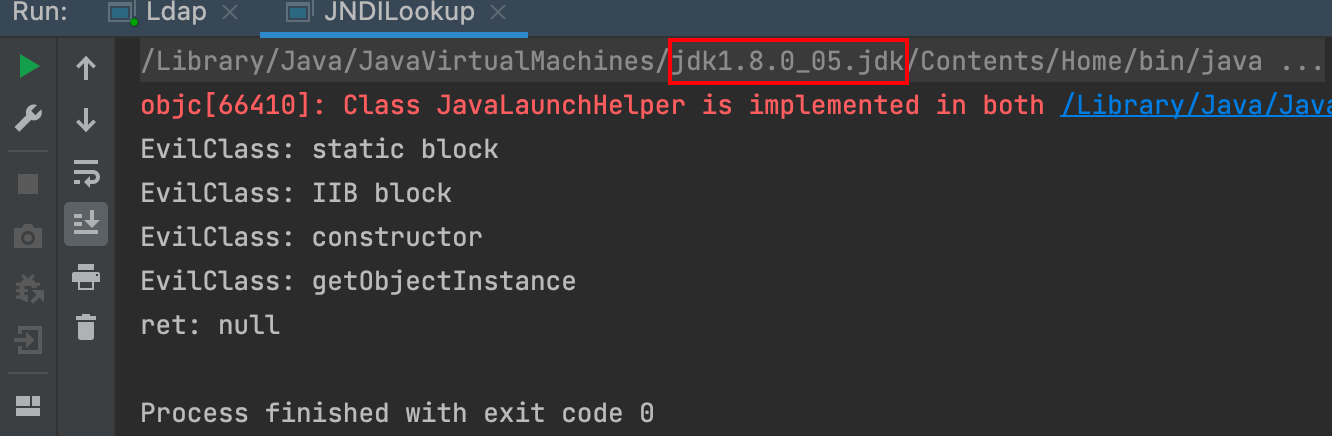 Run: Ldap JNDILookup
/Library/Java/JavaVirtualMachines/jdk1.8.0_05.jdk/Contents/Home/bin/java ...
objc[66410]: Class JavaLaunchHelper is implemented in both /Library/Java/Java
EvilClass: static block
EvilClass: IIB block
EvilClass: constructor
EvilClass: getObjectInstance
ret: null
Process finished with exit code 0